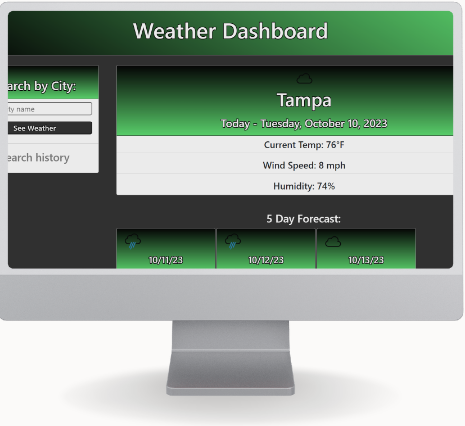 Weather Dashboard
arch by City:
ty name
See Weather
earch history
Tampa
Today - Tuesday, October 10, 2023
Current Temp: 76°F
Wind Speed: 8 mph
Humidity: 74%
5 Day Forecast:
10/11/23
10/12/23
10/13/23